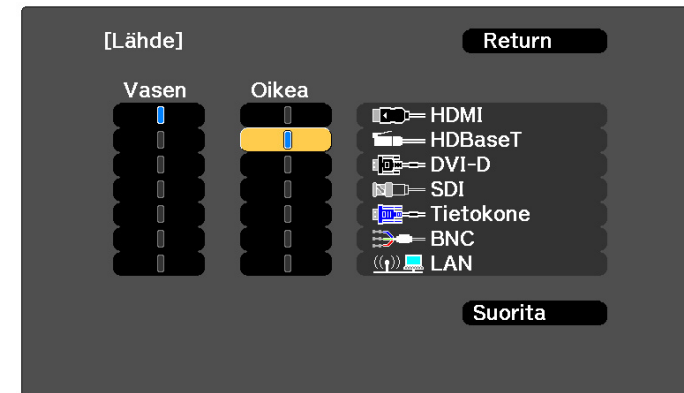 [Lähde] Return
Vasen Oikea
HDMI
HDBaseT
DVI-D
SDI
Tietokone
BNC
LAN
Suorita